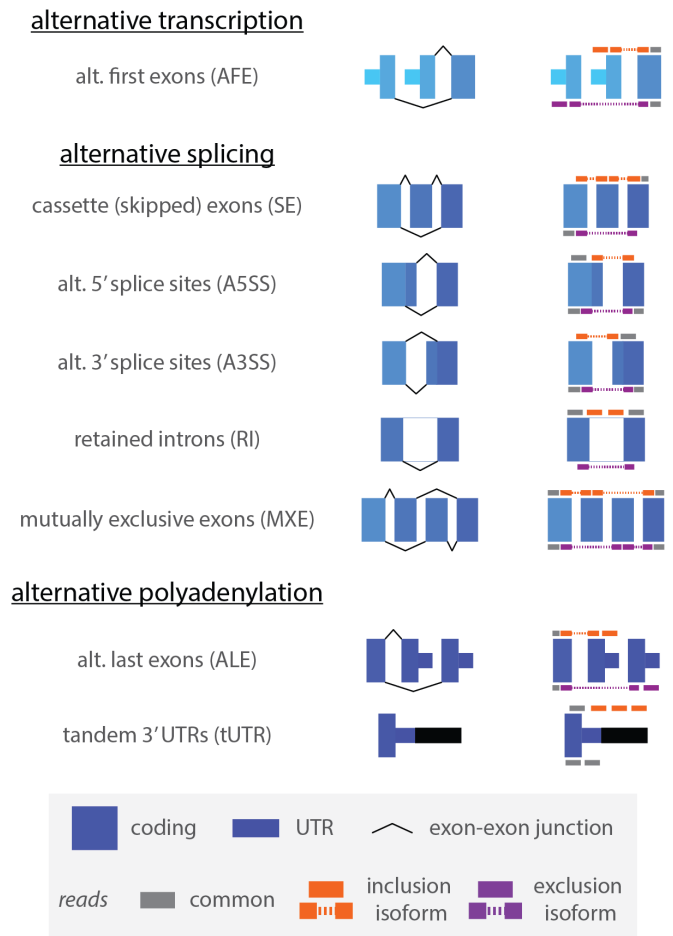 alternative transcription
alt. first exons (AFE)
alternative splicing
cassette (skipped) exons (SE)
alt. 5’ splice sites (A5SS)
alt. 3’ splice sites (A3SS)
retained introns (RI)
mutually exclusive exons (MXE)
alternative polyadenylation
alt. last exons (ALE)
tandem 3’ UTRs (tUTR)
coding
UTR
exon-exon junction
reads
common
inclusion
isoform
exclusion
isoform